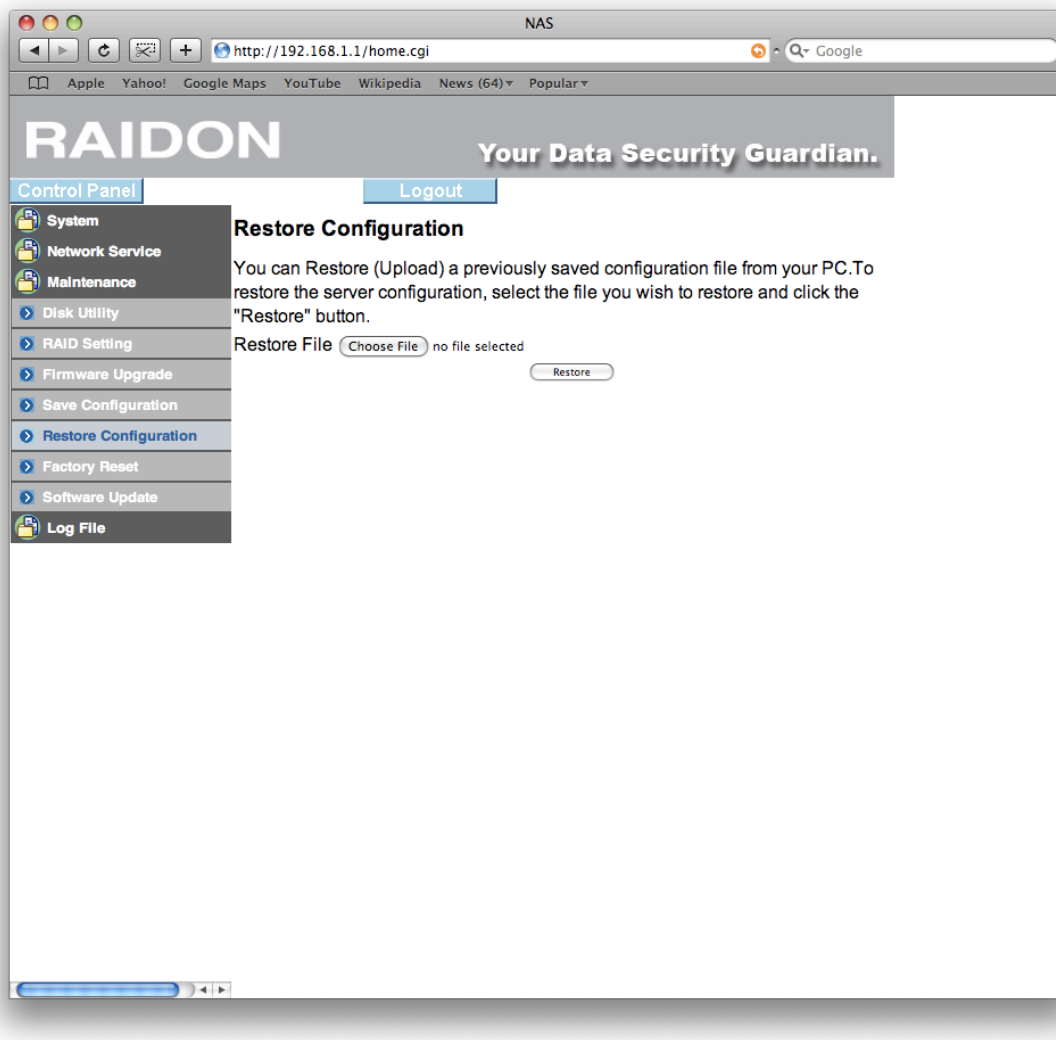 NAS
http://192.168.1.1/home.cgi
Google
Apple Yahoo! Google Maps YouTube Wikipedia News (64) Popular
RAIDON
Your Data Security Guardian.
Control Panel
Logout
System
Network Service
Maintenance
Disk Utility
RAID Setting
Firmware Upgrade
Save Configuration
Restore Configuration
Factory Reset
Software Update
Log File
Restore Configuration
You can Restore (Upload) a previously saved configuration file from your PC.To
restore the server configuration, select the file you wish to restore and click the
"Restore" button.
Restore File Choose File no file selected
Restore